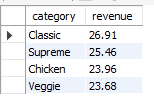 category revenue
Classic 26.91
Supreme 25.46
Chicken 23.96
Veggie 23.68